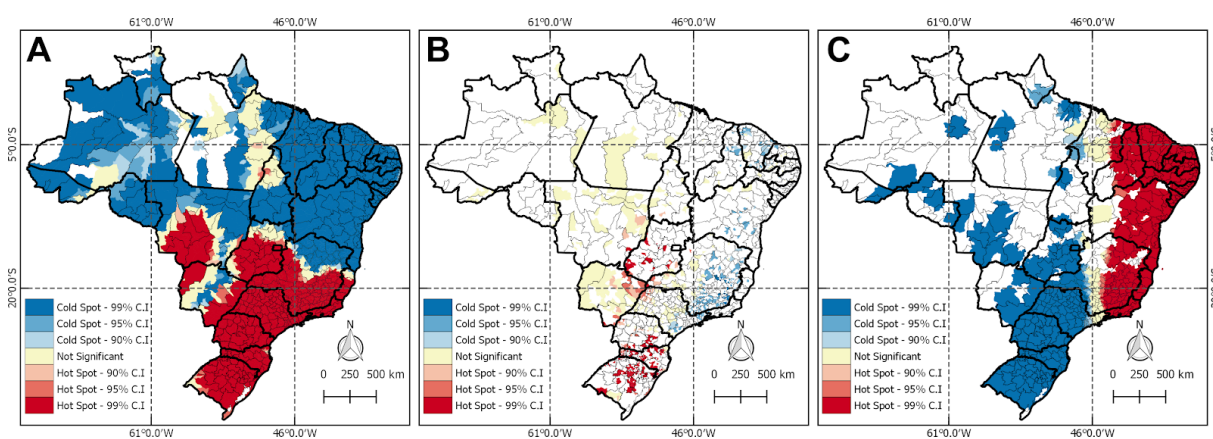 61°0.0'W 46°0.0'W 61°0.0'W 46°0.0'W 61°0.0'W 46°0.0'W
A B C
5°0.0'S
20°0.0'S
Cold Spot - 99% C.I
Cold Spot - 95% C.I
Cold Spot - 90% C.I
Not Significant
Hot Spot - 90% C.I
Hot Spot - 95% C.I
Hot Spot - 99% C.I
N
0 250 500 km
Cold Spot - 99% C.I
Cold Spot - 95% C.I
Cold Spot - 90% C.I
Not Significant
Hot Spot - 90% C.I
Hot Spot - 95% C.I
Hot Spot - 99% C.I
N
0 250 500 km
Cold Spot - 99% C.I
Cold Spot - 95% C.I
Cold Spot - 90% C.I
Not Significant
Hot Spot - 90% C.I
Hot Spot - 95% C.I
Hot Spot - 99% C.I
N
0 250 500 km
61°0.0'W 46°0.0'W 61°0.0'W 46°0.0'W 61°0.0'W 46°0.0'W